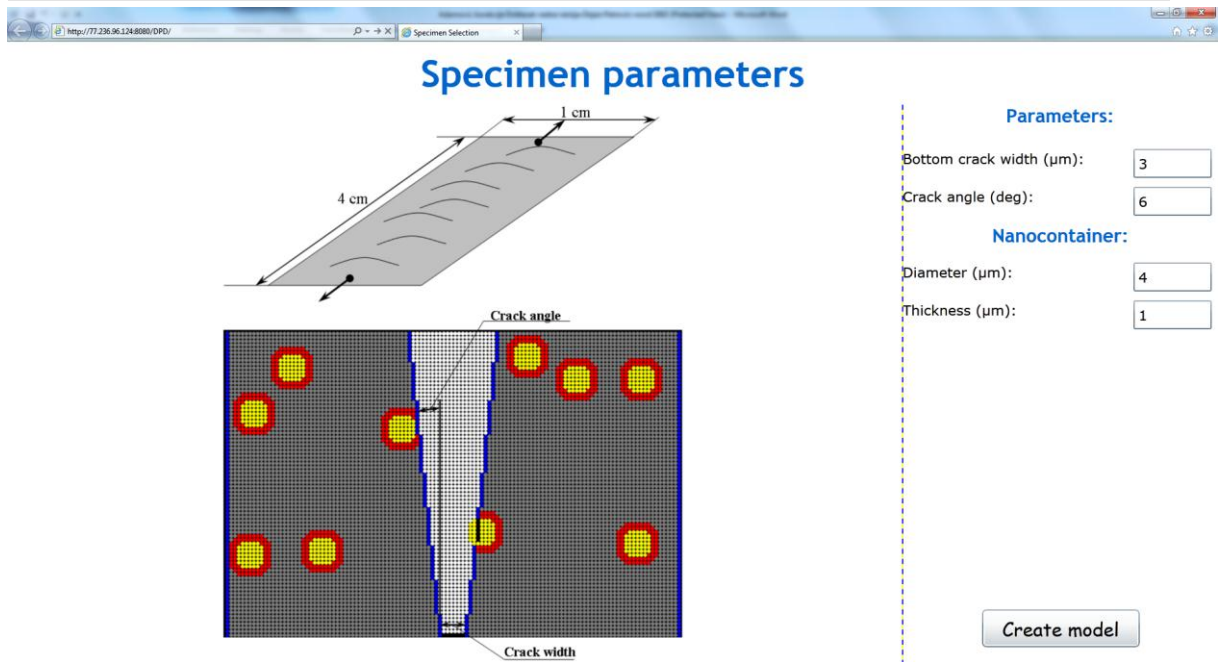 http://77.236.96.124:8080/DPD/
Specimen Selection
Specimen parameters
1 cm
4 cm
Crack angle
Crack width
Parameters:
Bottom crack width (µm):
3
Crack angle (deg):
6
Nanocontainer:
Diameter (µm):
4
Thickness (µm):
1
Create model